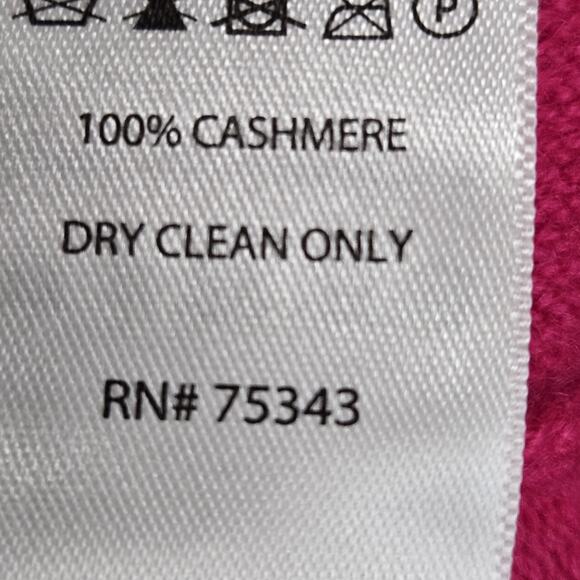 P
100% CASHMERE
DRY CLEAN ONLY
RN# 75343